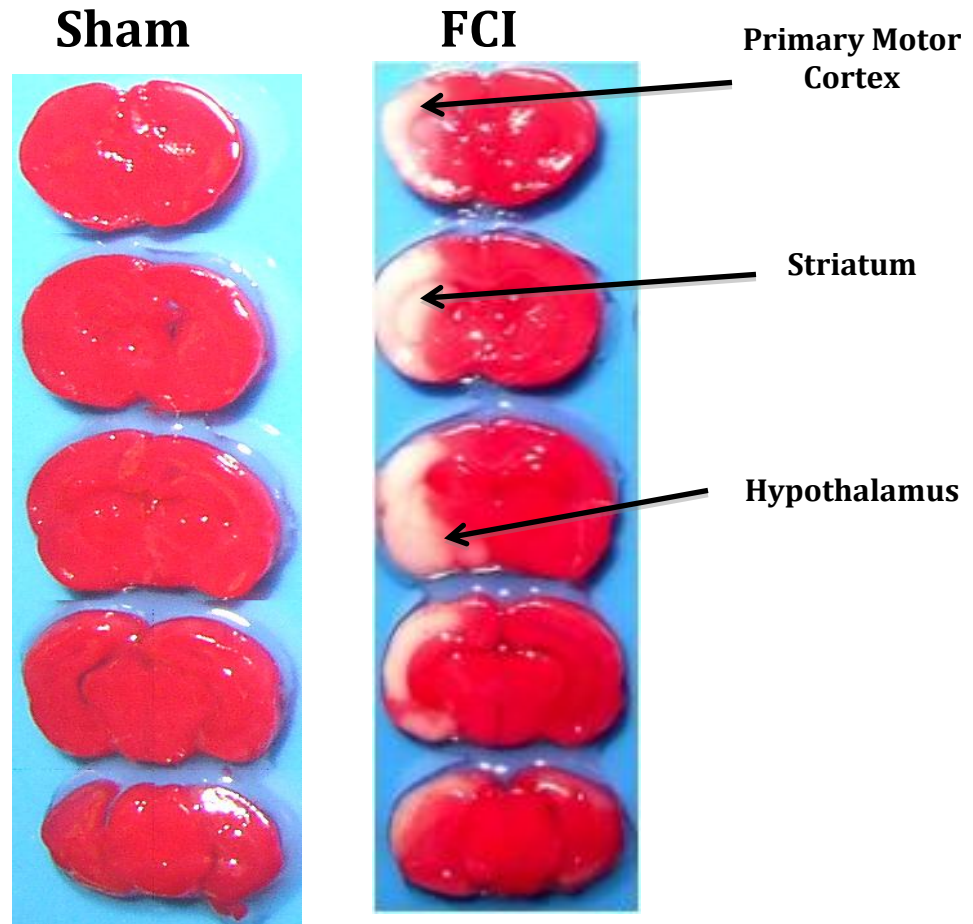 Sham
FCI
Primary Motor
Cortex
Striatum
Hypothalamus